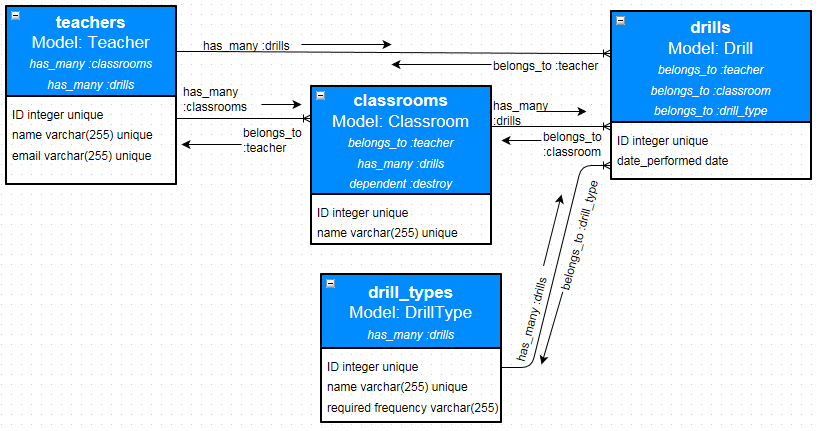 teachers
Model: Teacher
has_many :classrooms
has_many :drills
ID integer unique
name varchar(255) unique
email varchar(255) unique
has_many :drills
belongs_to :teacher
has_many
:classrooms
belongs_to
:teacher
classrooms
Model: Classroom
belongs_to :teacher
has_many :drills
dependent :destroy
ID integer unique
name varchar(255) unique
has_many
:drills
belongs_to
:classroom
drills
Model: Drill
belongs_to :teacher
belongs_to :classroom
belongs_to :drill_type
ID integer unique
date_performed date
has_many :drills
belongs_to :drill_type
drill_types
Model: DrillType
has_many :drills
ID integer unique
name varchar(255) unique
required frequency varchar(255)